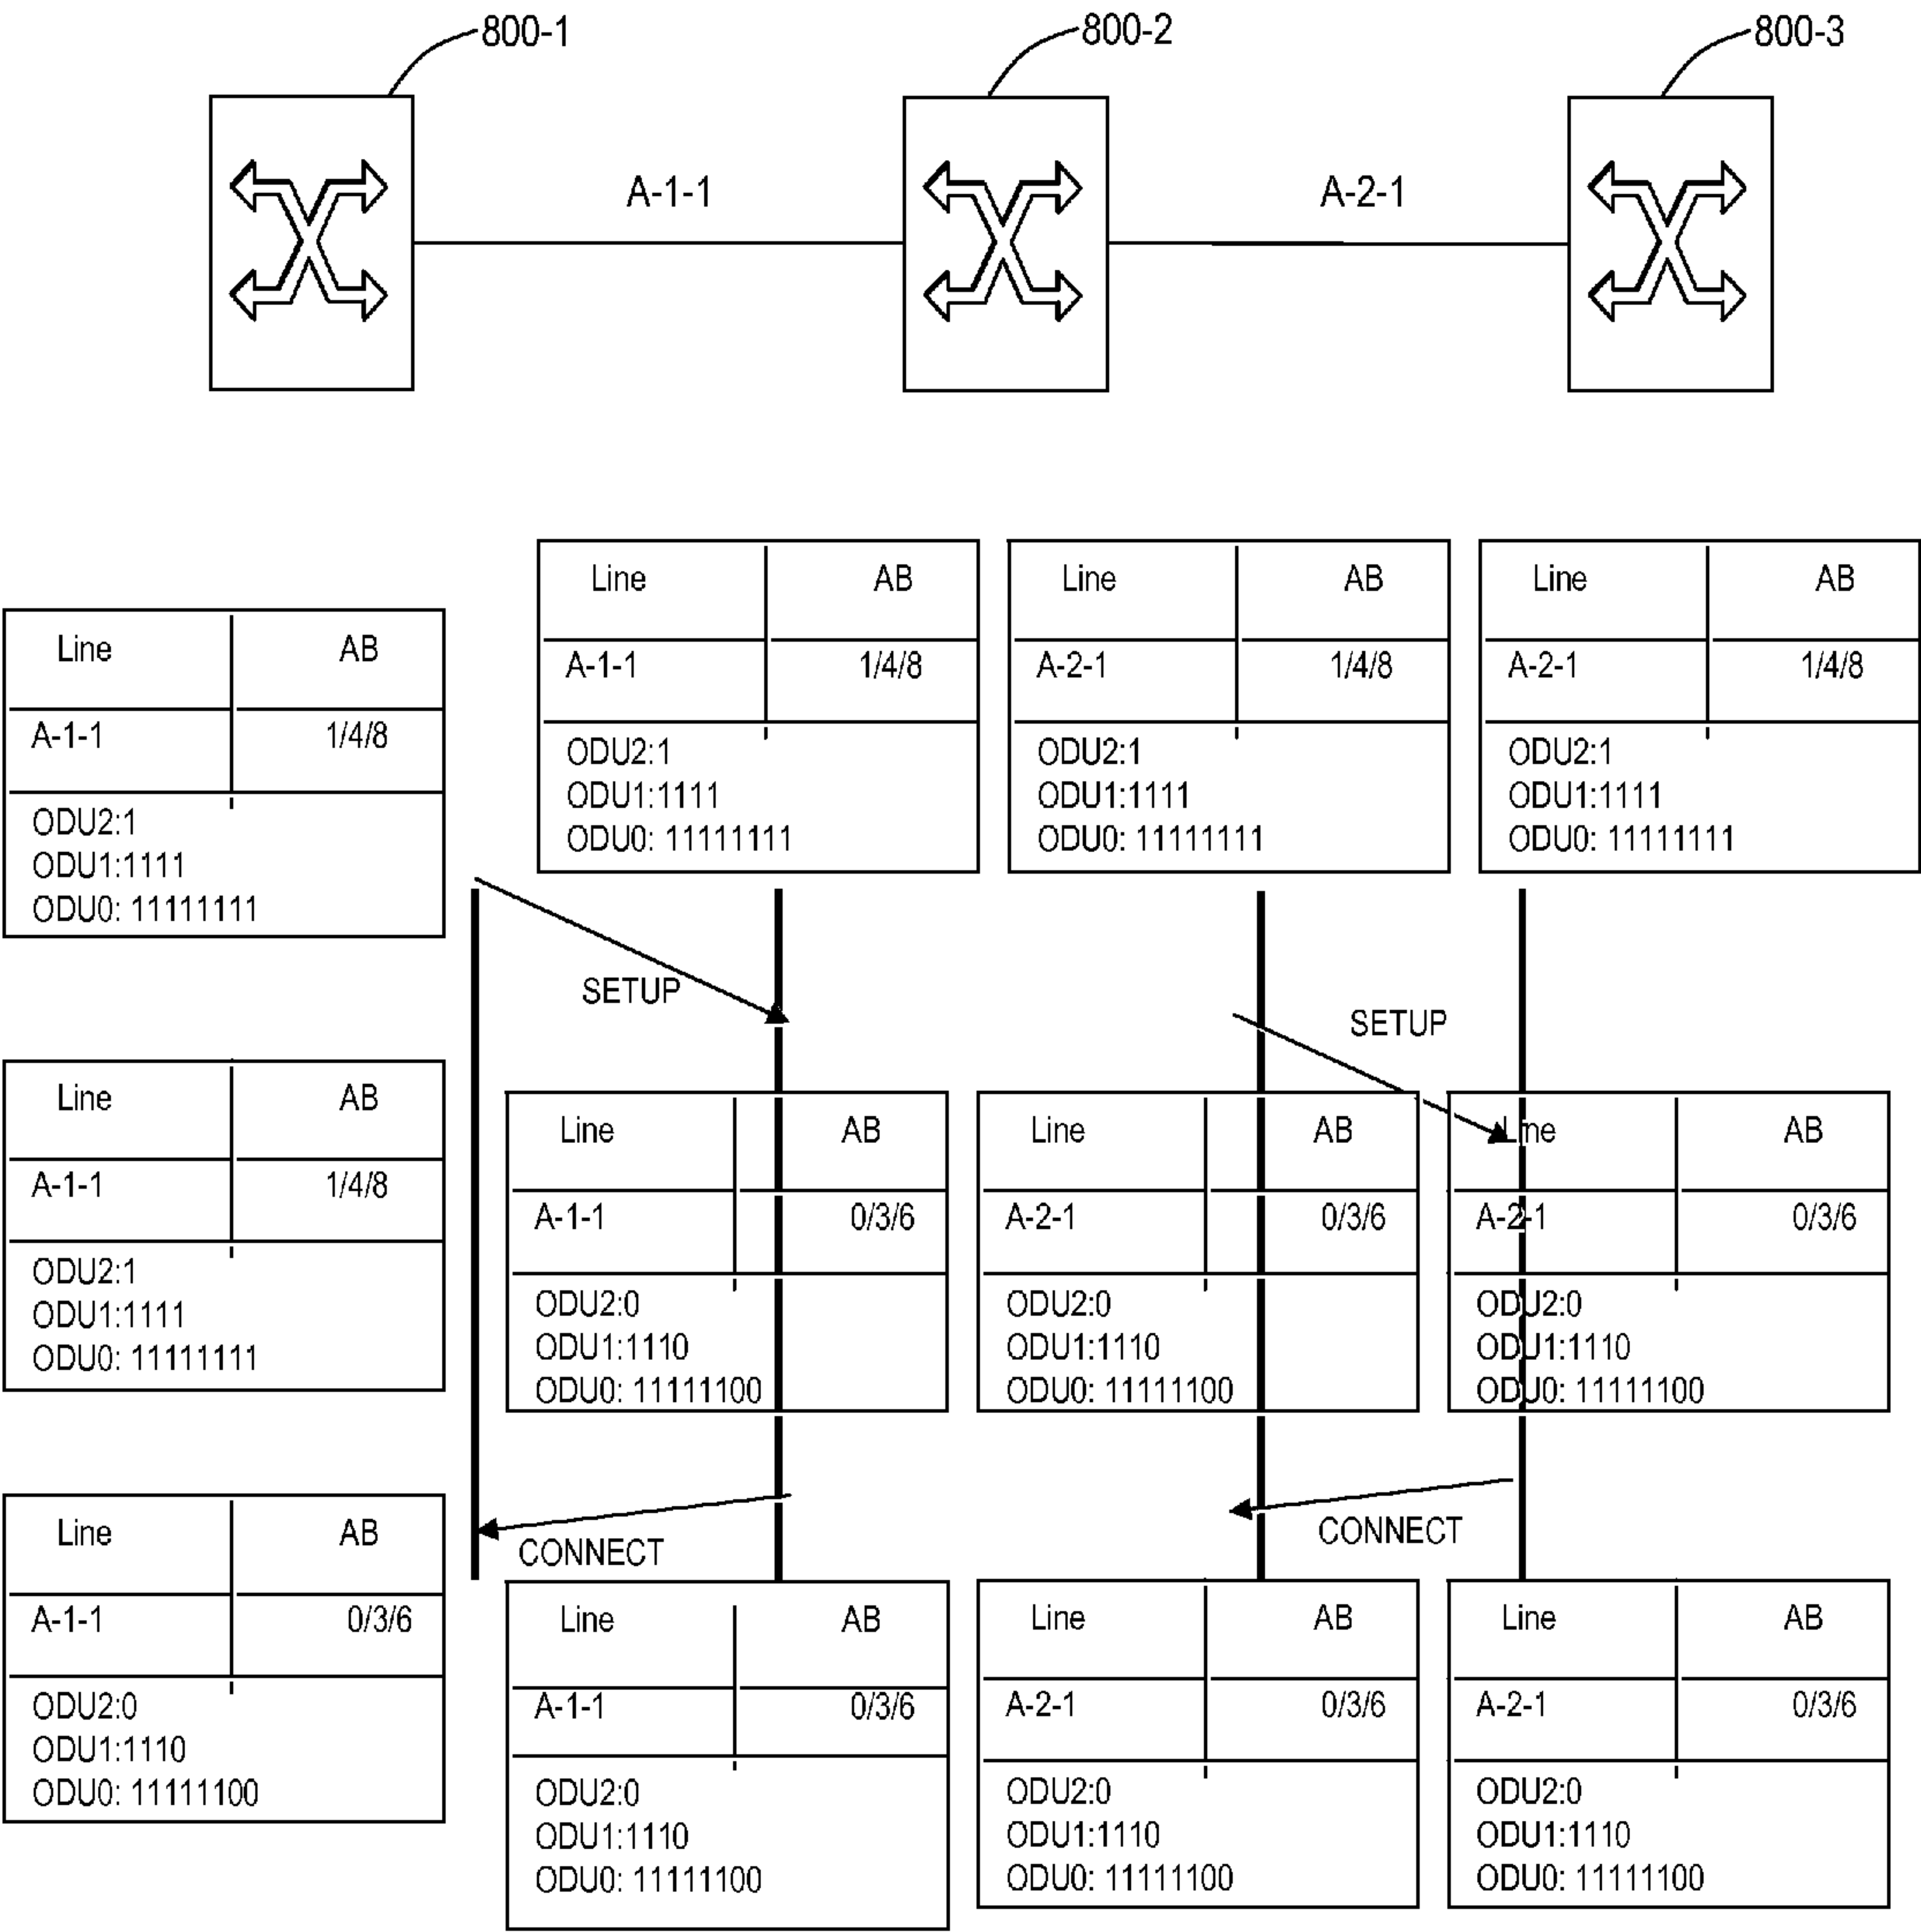 800-1
800-2
800-3
A-1-1
A-2-1
Line AB
A-1-1 1/4/8
ODU2:1
ODU1:1111
ODU0: 11111111
Line AB
A-1-1 1/4/8
ODU2:1
ODU1:1111
ODU0: 11111111
Line AB
A-2-1 1/4/8
ODU2:1
ODU1:1111
ODU0: 11111111
Line AB
A-2-1 1/4/8
ODU2:1
ODU1:1111
ODU0: 11111111
SETUP
SETUP
Line AB
A-1-1 1/4/8
ODU2:1
ODU1:1111
ODU0: 11111111
Line AB
A-1-1 0/3/6
ODU2:0
ODU1:1110
ODU0: 11111100
Line AB
A-2-1 0/3/6
ODU2:0
ODU1:1110
ODU0: 11111100
Line AB
A-2-1 0/3/6
ODU2:0
ODU1:1110
ODU0: 11111100
CONNECT
CONNECT
Line AB
A-1-1 0/3/6
ODU2:0
ODU1:1110
ODU0: 11111100
Line AB
A-1-1 0/3/6
ODU2:0
ODU1:1110
ODU0: 11111100
Line AB
A-2-1 0/3/6
ODU2:0
ODU1:1110
ODU0: 11111100
Line AB
A-2-1 0/3/6
ODU2:0
ODU1:1110
ODU0: 11111100